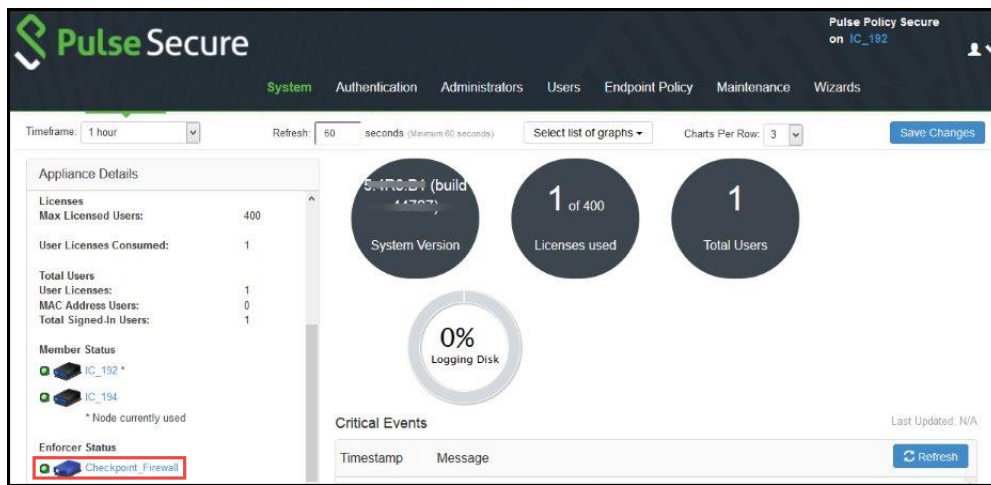 Pulse Secure
Pulse Policy Secure
on IC_192
System Authentication Administrators Users Endpoint Policy Maintenance Wizards
Timeframe: 1 hour Refresh: 60 seconds (Minimum 60 seconds) Select list of graphs Charts Per Row: 3 Save Changes
Appliance Details
Licenses
Max Licensed Users: 400
User Licenses Consumed: 1
Total Users
User Licenses: 1
MAC Address Users: 0
Total Signed-In Users: 1
Member Status
IC_192 *
IC_194
* Node currently used
Enforcer Status
Checkpoint_Firewall
(build
System Version
1 of 400
Licenses used
1
Total Users
0%
Logging Disk
Critical Events Last Updated: N/A
Timestamp Message Refresh